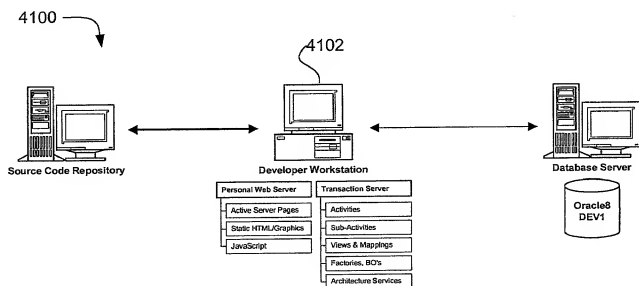 4100
4102
Source Code Repository
Developer Workstation
Database Server
Personal Web Server
Active Server Pages
Static HTML/Graphics
JavaScript
Transaction Server
Activities
Sub-Activities
Views & Mappings
Factories, BO's
Architecture Services
Oracle8
DEV1